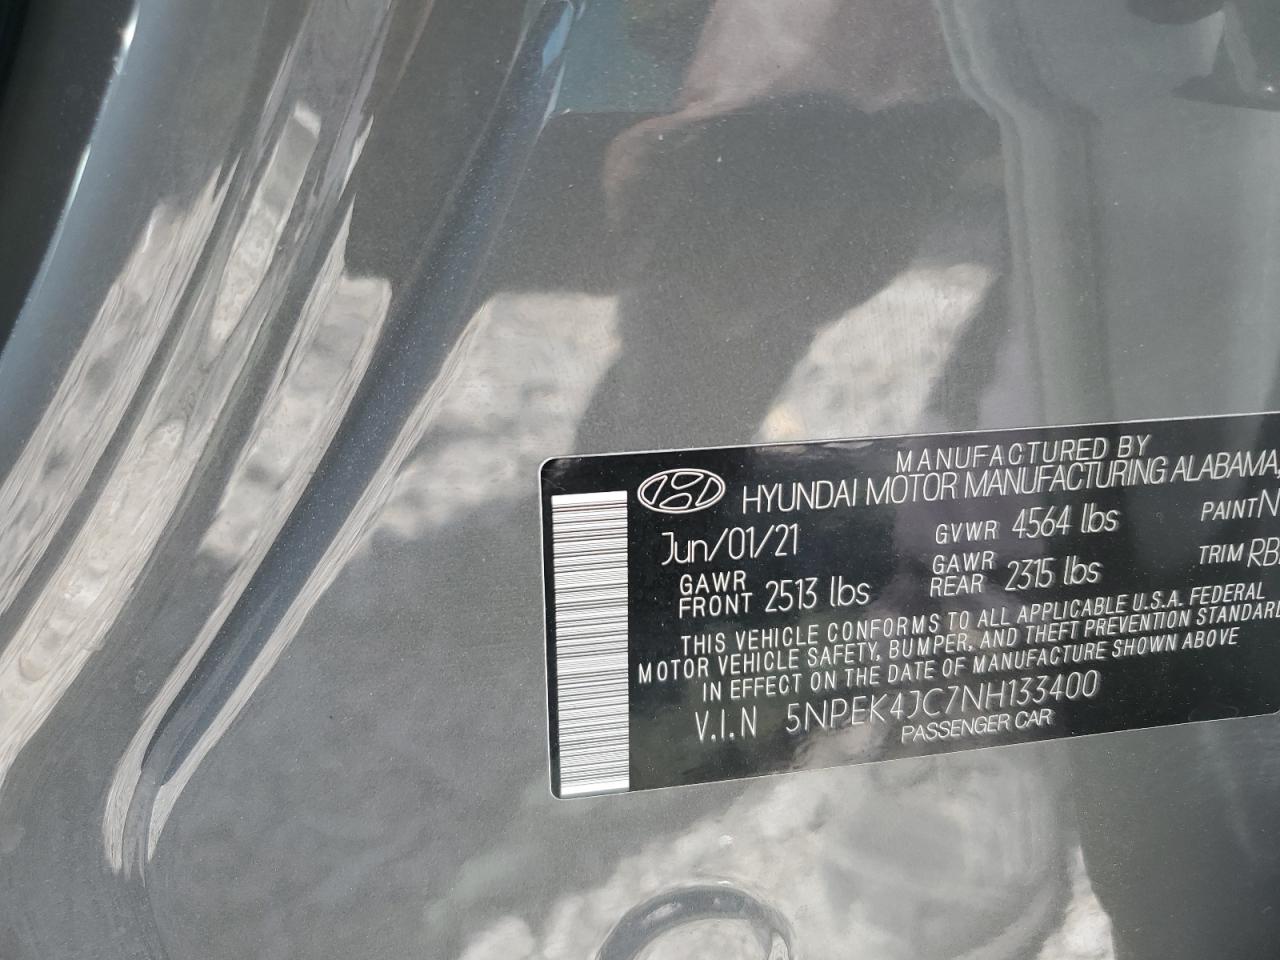 MANUFACTURED BY
HYUNDAI MOTOR MANUFACTURING ALABAMA,
Jun/01/21 GVWR 4564 lbs PAINT
GAWR FRONT 2513 lbs GAWR REAR 2315 lbs TRIM
THIS VEHICLE CONFORMS TO ALL APPLICABLE U.S.A. FEDERAL
MOTOR VEHICLE SAFETY, BUMPER, AND THEFT PREVENTION STANDARD
IN EFFECT ON THE DATE OF MANUFACTURE SHOWN ABOVE
V.I.N 5NPEK4JC7NH133400
PASSENGER CAR